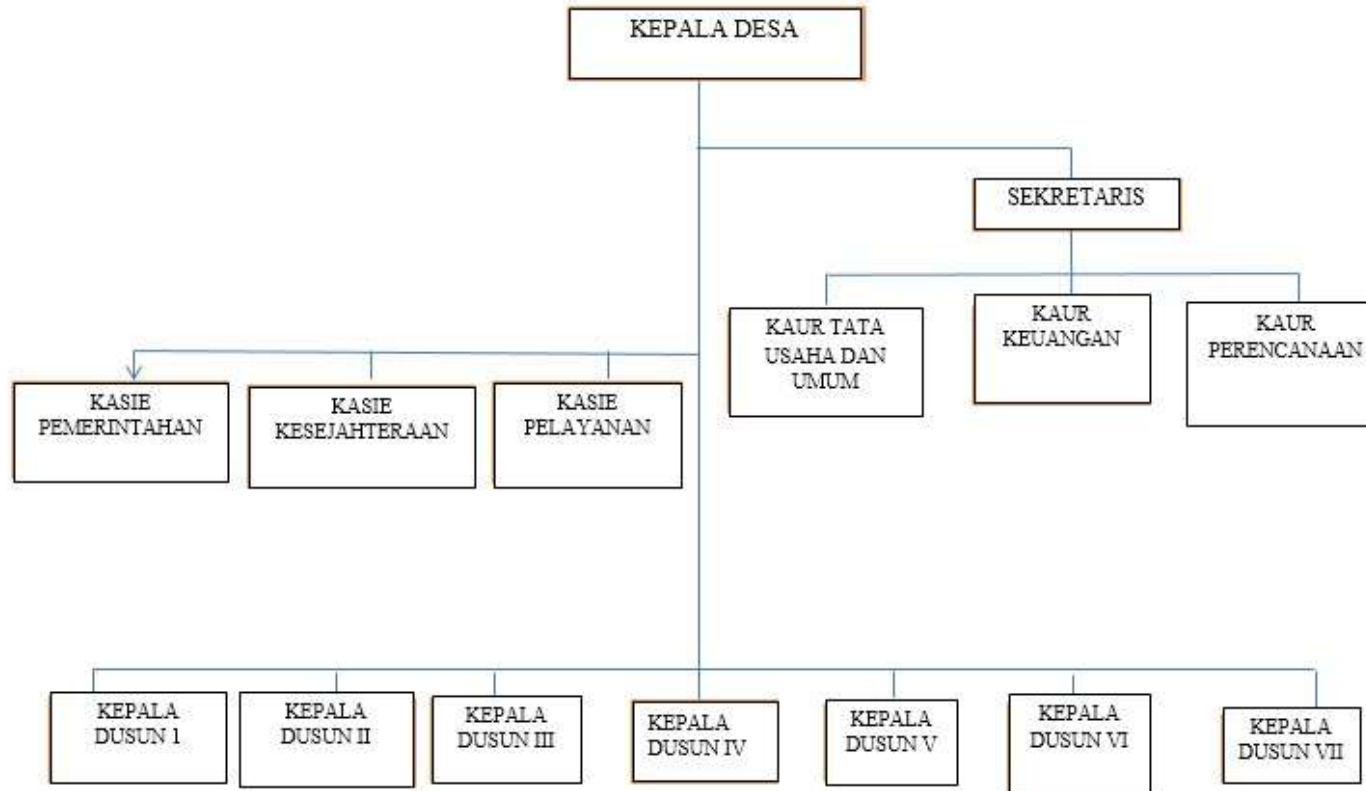 KEPALA DESA
SEKRETARIS
KAUR TATA
USAHA DAN
UMUM
KAUR
KEUANGAN
KAUR
PERENCANAAN
KASIE
PEMERINTAHAN
KASIE
KESEJAHTERAAN
KASIE
PELAYANAN
KEPALA
DUSUN 1
KEPALA
DUSUN II
KEPALA
DUSUN III
KEPALA
DUSUN IV
KEPALA
DUSUN V
KEPALA
DUSUN VI
KEPALA
DUSUN VII